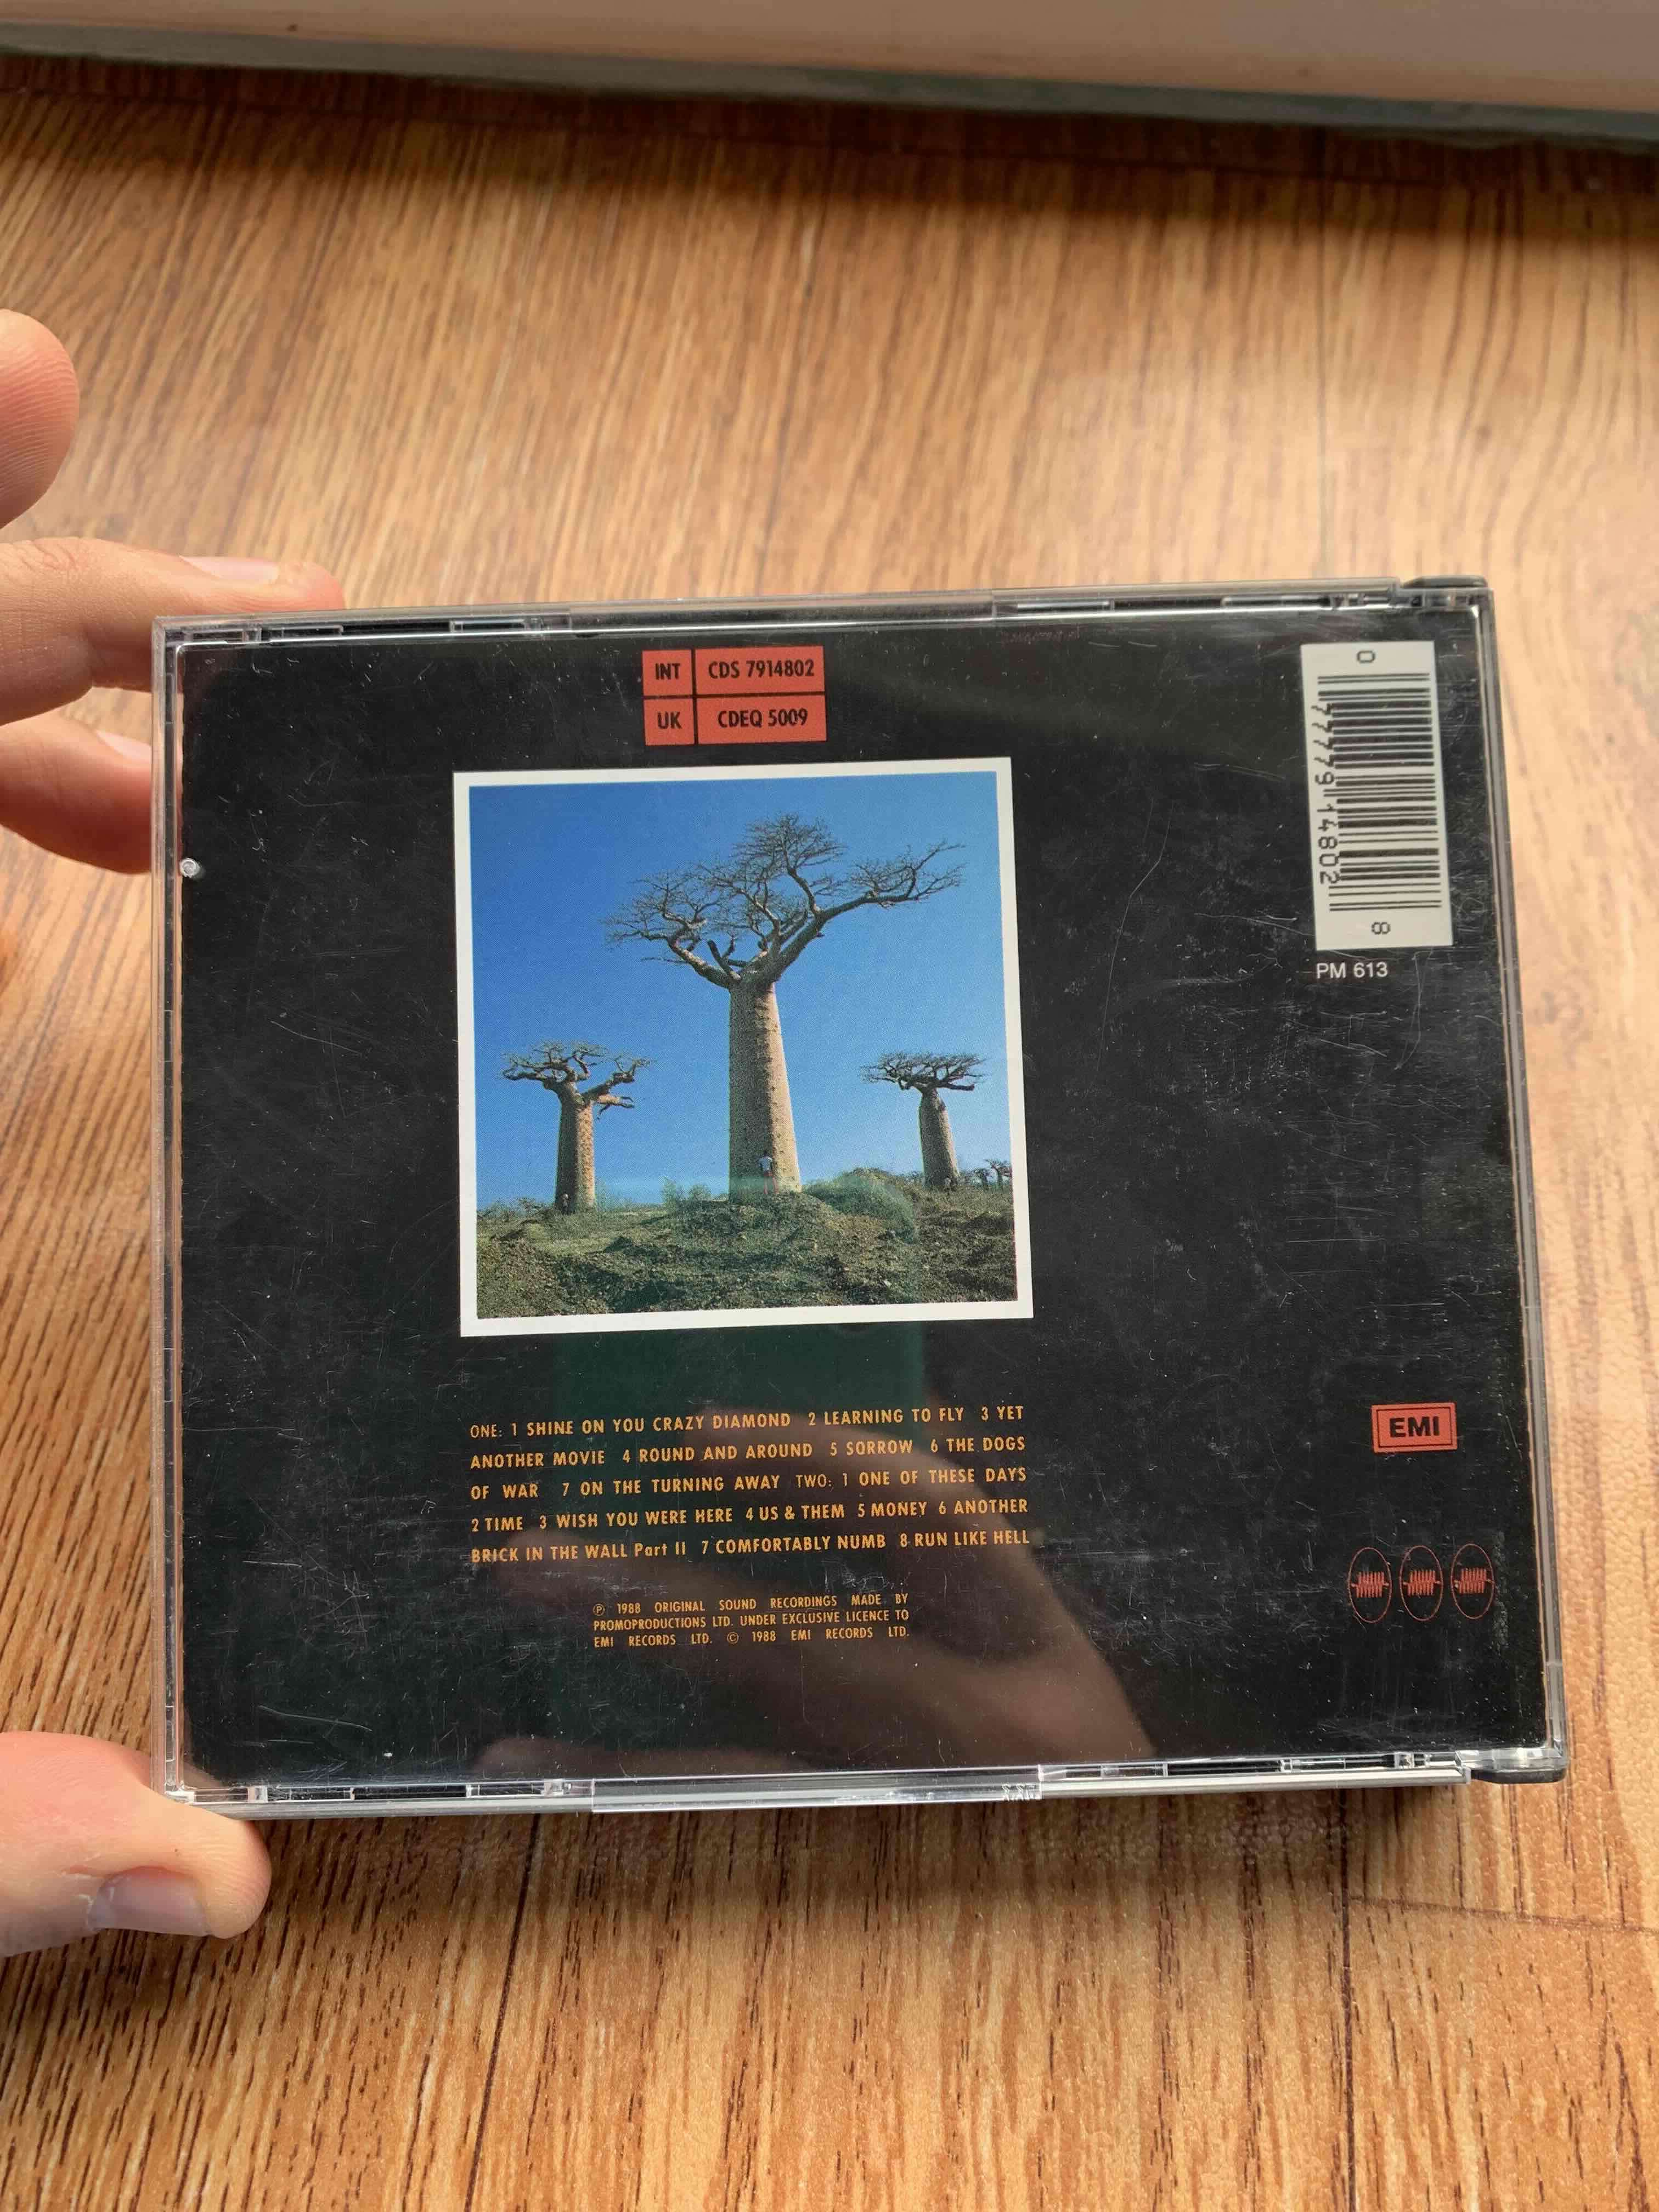 INT CDS 7914802
UK CDEQ 5009
0 77779 14802 8
PM 613
ONE: 1 SHINE ON YOU CRAZY DIAMOND 2 LEARNING TO FLY 3 YET
ANOTHER MOVIE 4 ROUND AND AROUND 5 SORROW 6 THE DOGS
OF WAR 7 ON THE TURNING AWAY TWO: 1 ONE OF THESE DAYS
2 TIME 3 WISH YOU WERE HERE 4 US & THEM 5 MONEY 6 ANOTHER
BRICK IN THE WALL Part II 7 COMFORTABLY NUMB 8 RUN LIKE HELL
EMI
℗ 1988 ORIGINAL SOUND RECORDINGS MADE BY
PROMOPRODUCTIONS LTD. UNDER EXCLUSIVE LICENCE TO
EMI RECORDS LTD. © 1988 EMI RECORDS LTD.